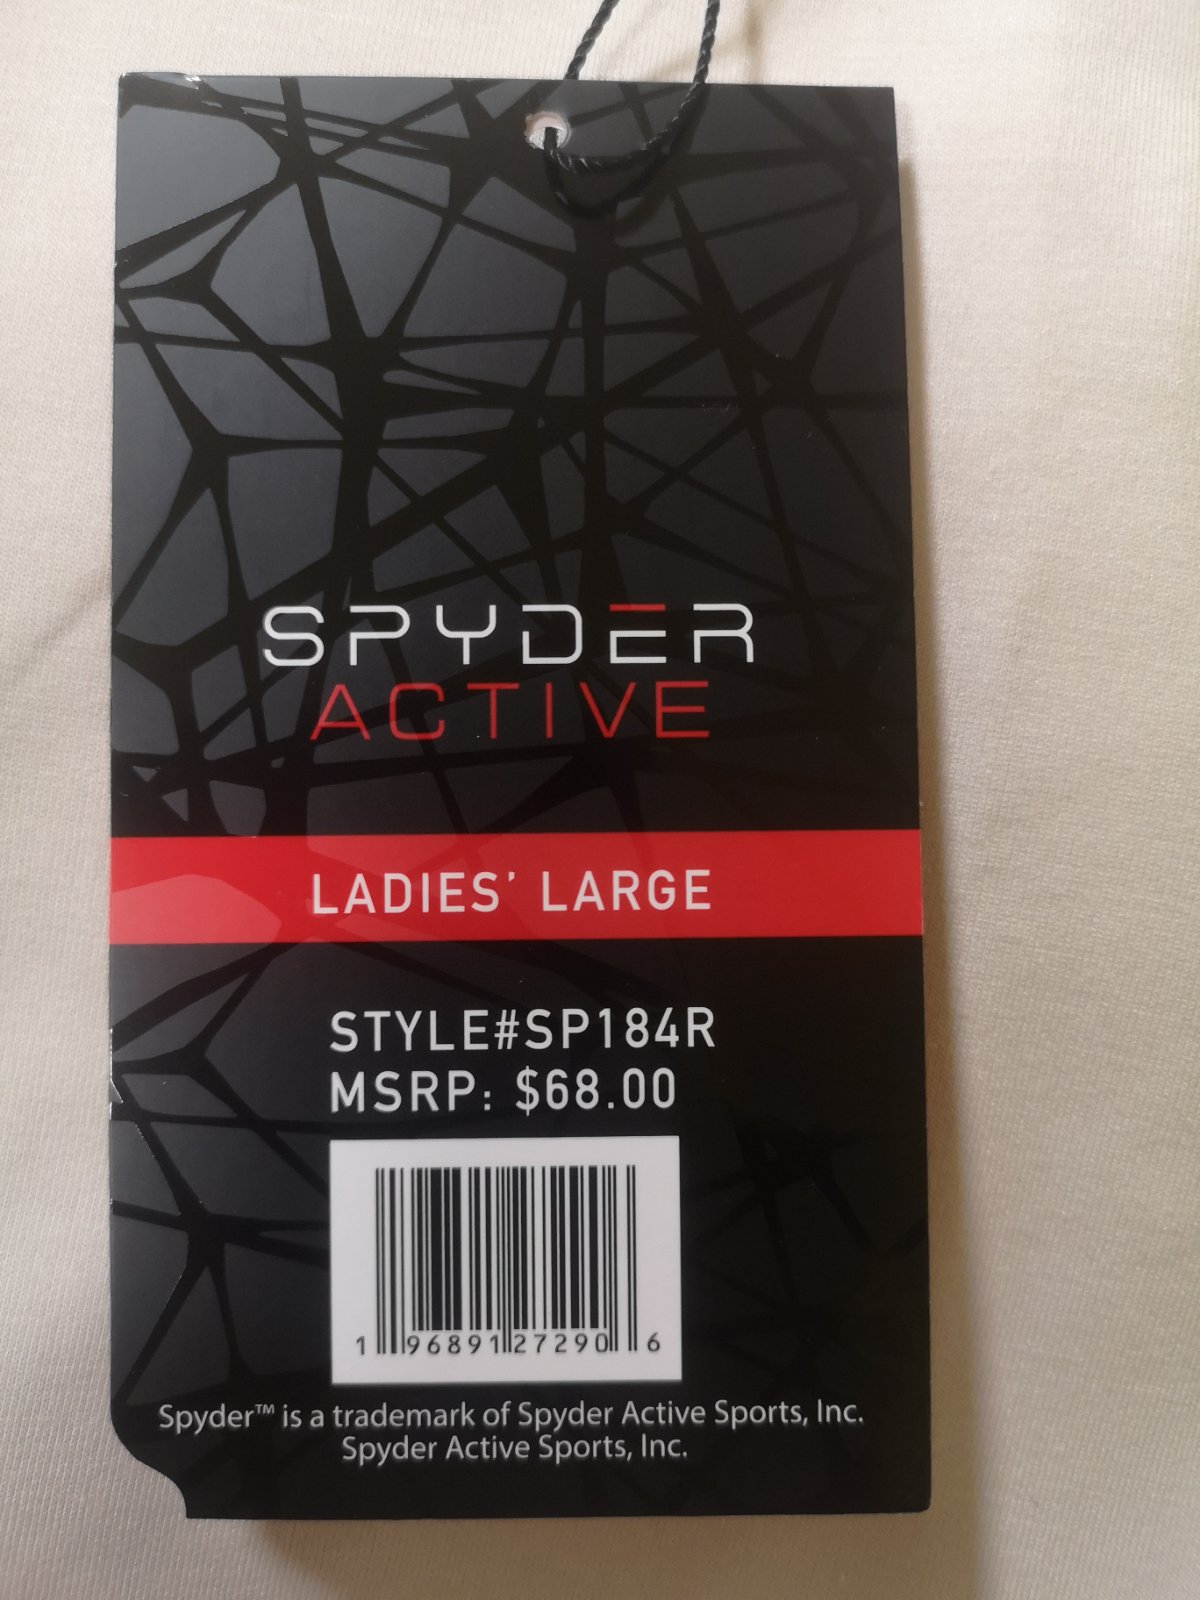 SPYDER
ACTIVE
LADIES' LARGE
STYLE#SP184R
MSRP: $68.00
1 96891 27290 6
Spyder™ is a trademark of Spyder Active Sports, Inc.
Spyder Active Sports, Inc.